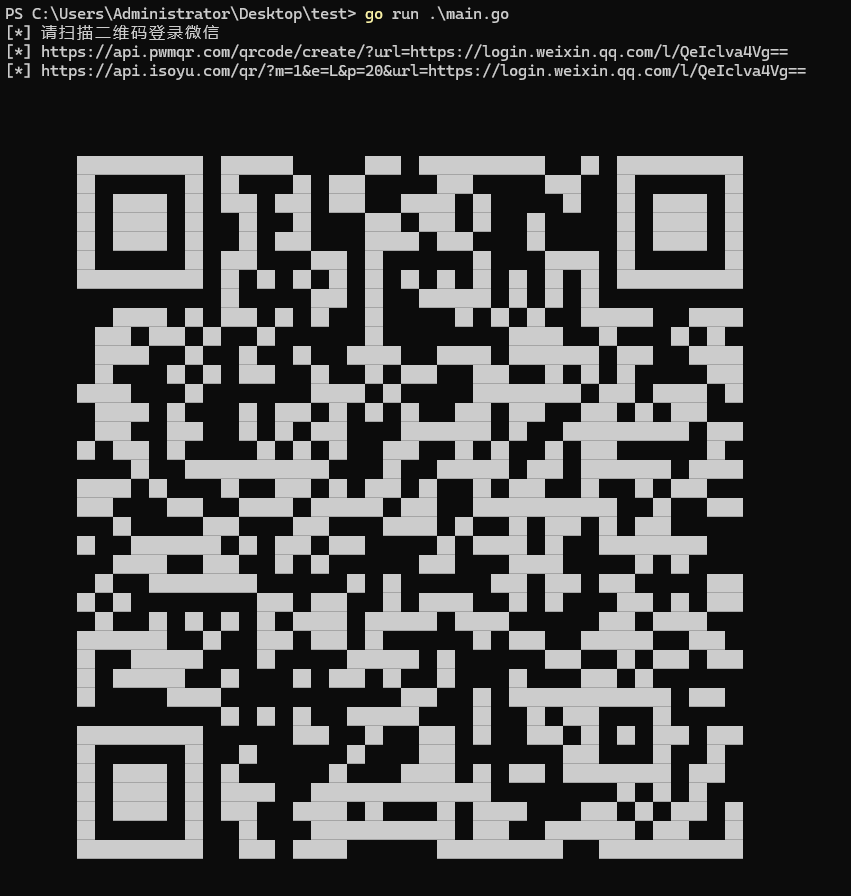 PS C:\Users\Administrator\Desktop\test> go run .\main.go
[*] 请扫描二维码登录微信
[*] https://api.pwmqr.com/qrcode/create/?url=https://login.weixin.qq.com/l/QeIclva4Vg==
[*] https://api.isoyu.com/qr/?m=1&e=L&p=20&url=https://login.weixin.qq.com/l/QeIclva4Vg==